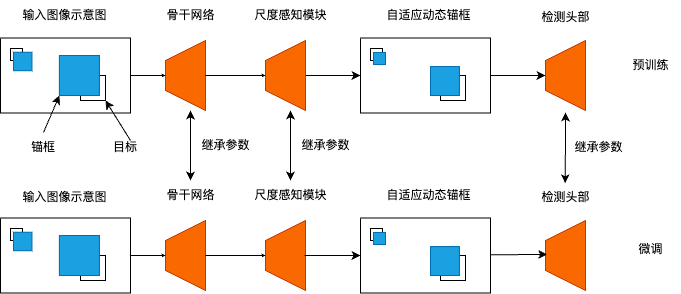 输入图像示意图
骨干网络
尺度感知模块
自适应动态锚框
检测头部
预训练
锚框
目标
继承参数
继承参数
继承参数
输入图像示意图
骨干网络
尺度感知模块
自适应动态锚框
检测头部
微调